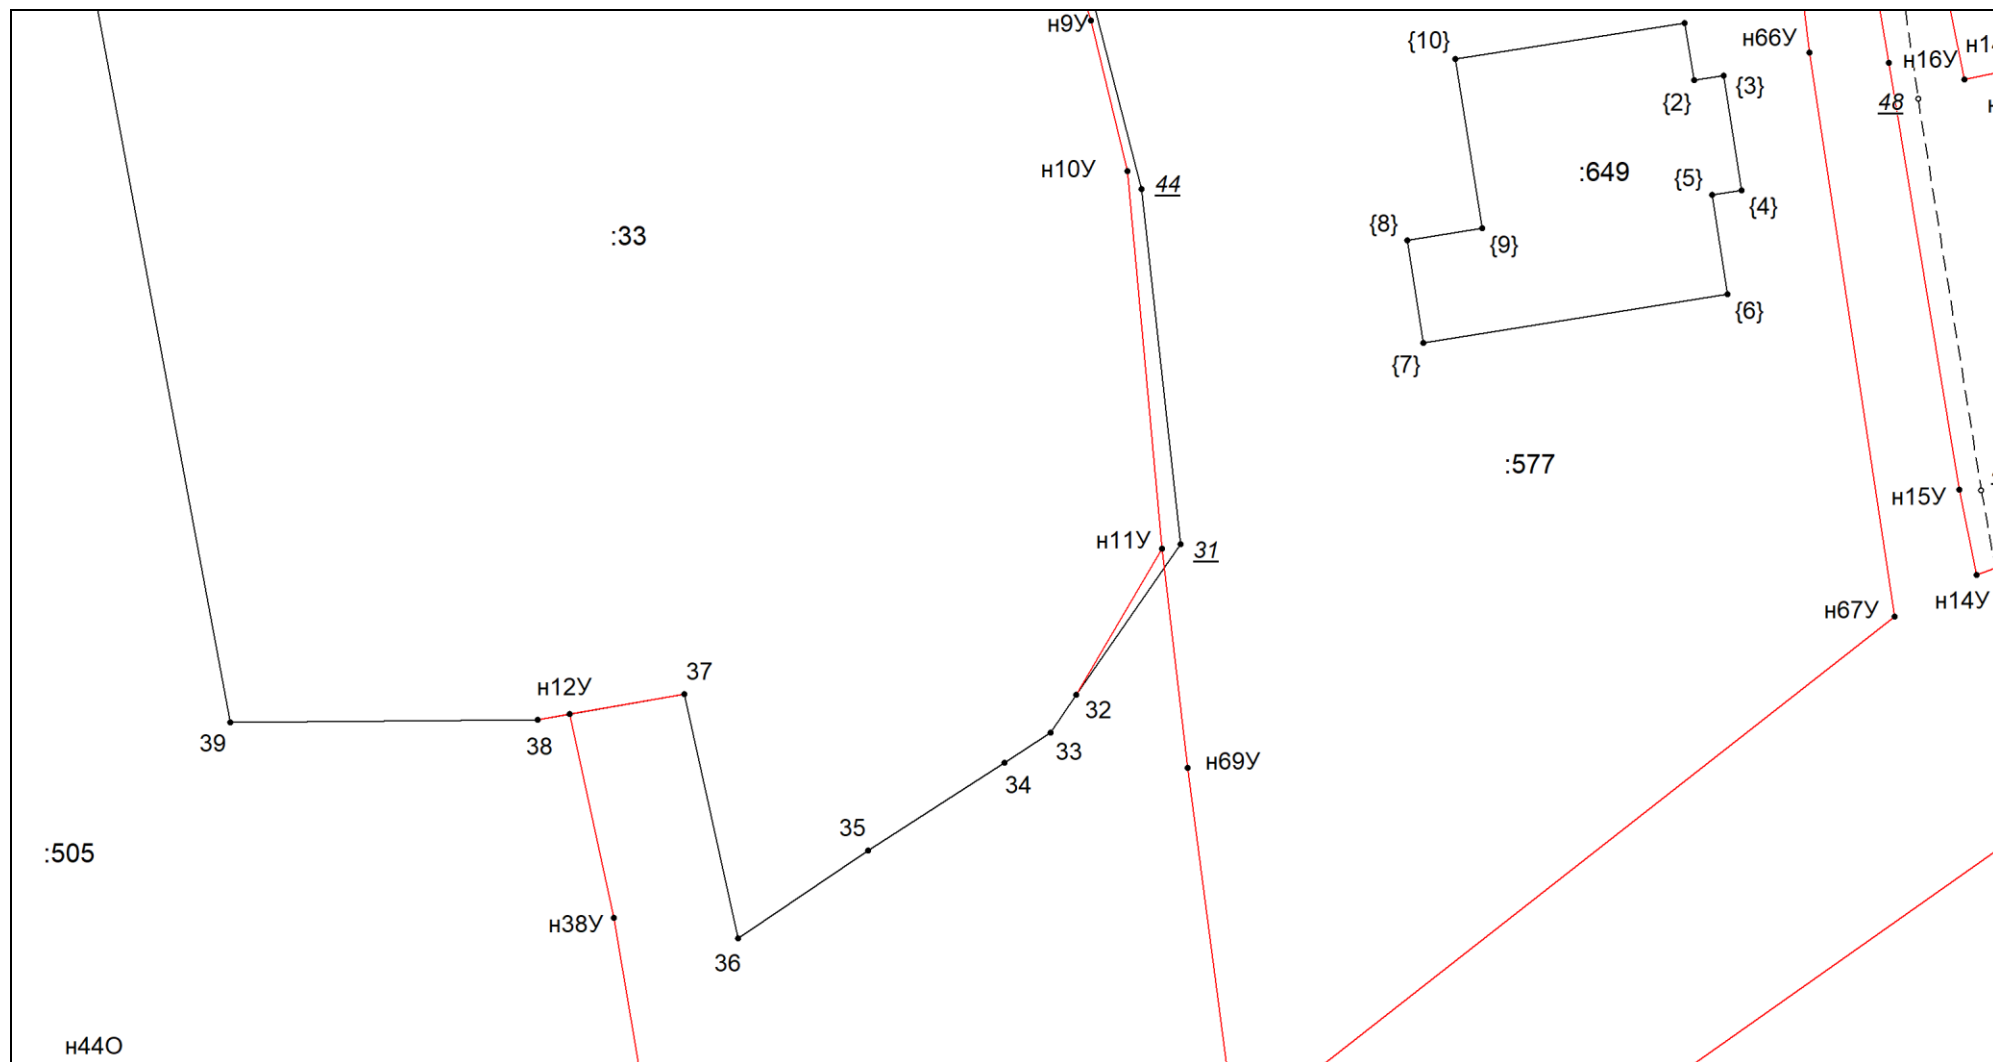 н9У
{10}
н66У
н16У
{2}
{3}
48
н10У
44
:649
{5}
{4}
:33
{8}
{9}
{6}
{7}
:577
н15У
н11У
31
н14У
н67У
37
н12У
32
39
38
33
н69У
34
35
:505
н38У
36
н44О